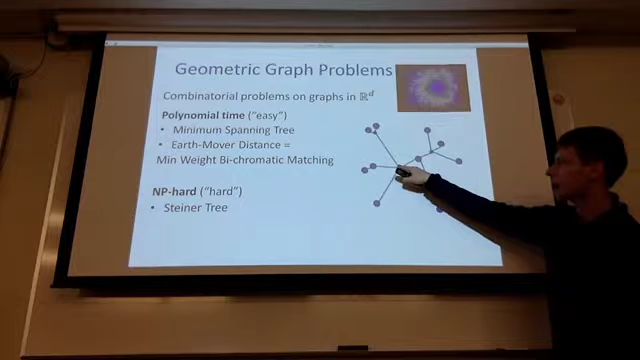 Geometric Graph Problems
Combinatorial problems on graphs in ℝᵈ
Polynomial time ("easy")
• Minimum Spanning Tree
• Earth-Mover Distance =
Min Weight Bi-chromatic Matching
NP-hard ("hard")
• Steiner Tree